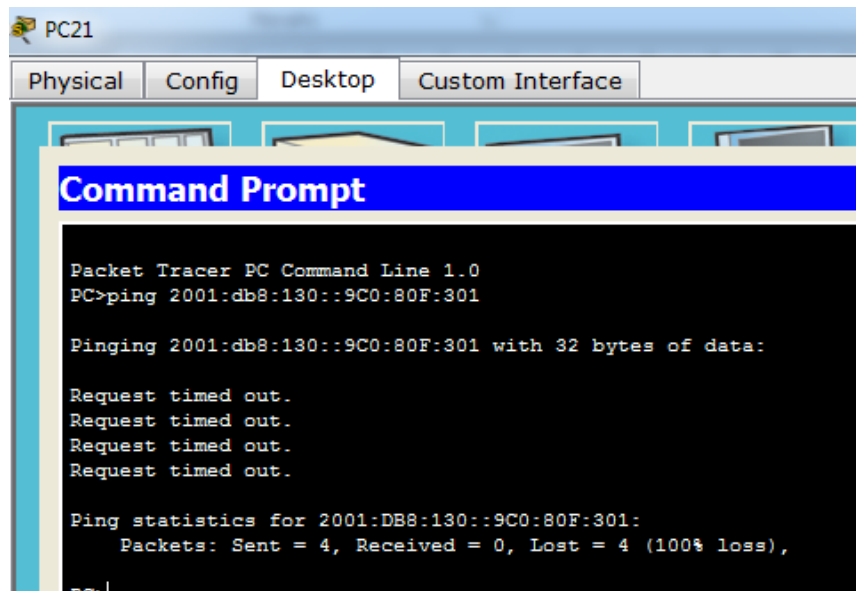 PC21
Physical Config Desktop Custom Interface
Command Prompt
Packet Tracer PC Command Line 1.0
PC>ping 2001:db8:130::9C0:80F:301
Pinging 2001:db8:130::9C0:80F:301 with 32 bytes of data:
Request timed out.
Request timed out.
Request timed out.
Request timed out.
Ping statistics for 2001:DB8:130::9C0:80F:301:
Packets: Sent = 4, Received = 0, Lost = 4 (100% loss),
PC>